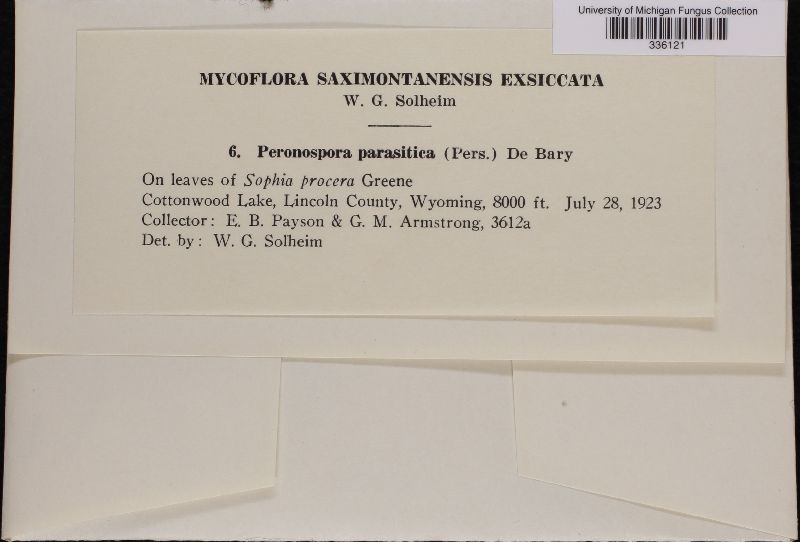 University of Michigan Fungus Collection
336121
MYCOFLORA SAXIMONTANENSIS EXSICCATA
W. G. Solheim
6. Peronospora parasitica (Pers.) De Bary
On leaves of Sophia procera Greene
Cottonwood Lake, Lincoln County, Wyoming, 8000 ft. July 28, 1923
Collector: E. B. Payson & G. M. Armstrong, 3612a
Det. by: W. G. Solheim